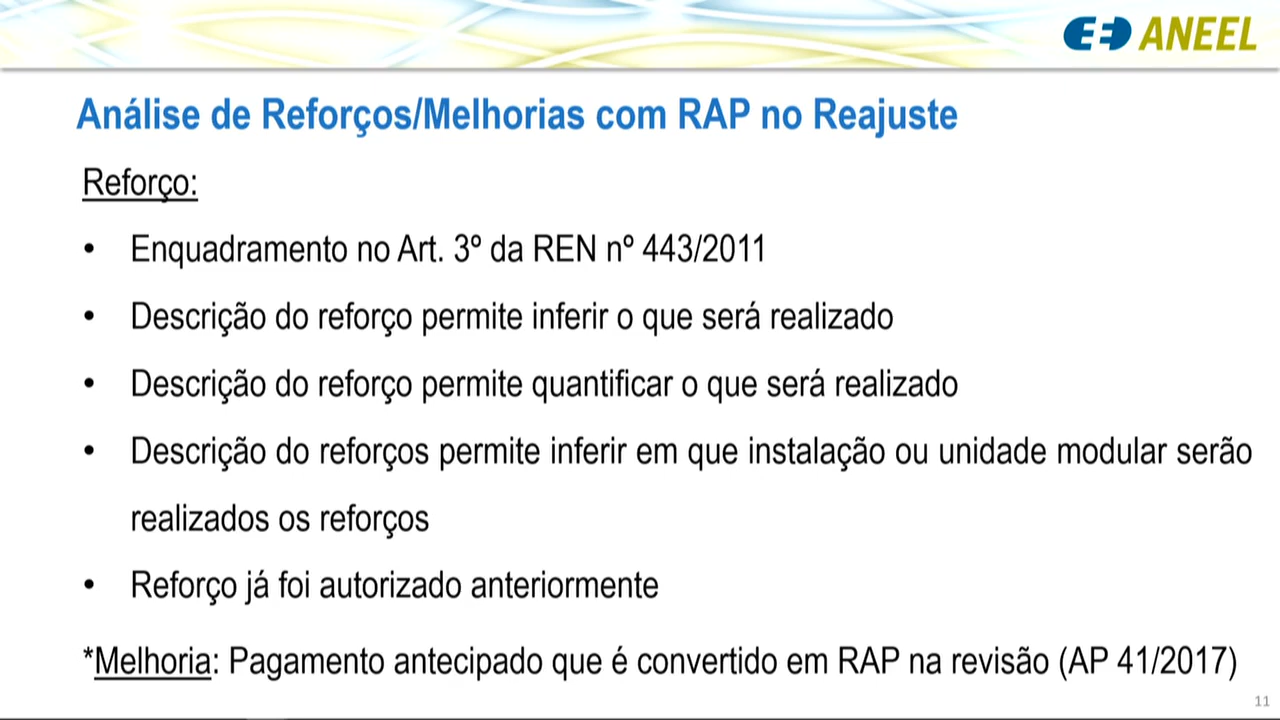 ANEEL
Análise de Reforços/Melhorias com RAP no Reajuste
Reforço:
• Enquadramento no Art. 3º da REN nº 443/2011
• Descrição do reforço permite inferir o que será realizado
• Descrição do reforço permite quantificar o que será realizado
• Descrição do reforços permite inferir em que instalação ou unidade modular serão
realizados os reforços
• Reforço já foi autorizado anteriormente
*Melhoria: Pagamento antecipado que é convertido em RAP na revisão (AP 41/2017)
11